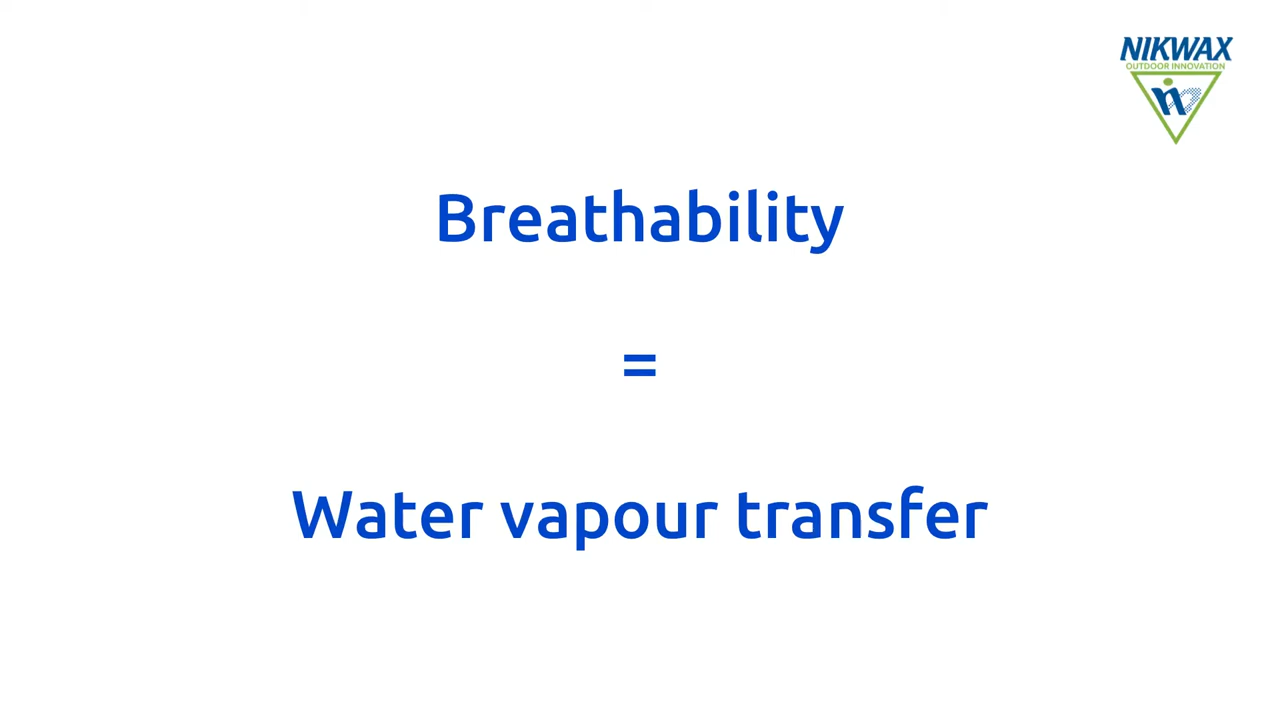 NIKWAX
OUTDOOR INNOVATION
Breathability
=
Water vapour transfer